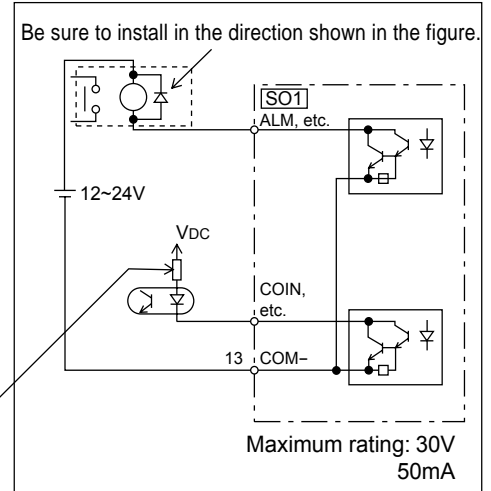 Be sure to install in the direction shown in the figure.
SO1
ALM, etc.
12~24V
VDC
COIN,
etc.
13 COM–
Maximum rating: 30V
50mA